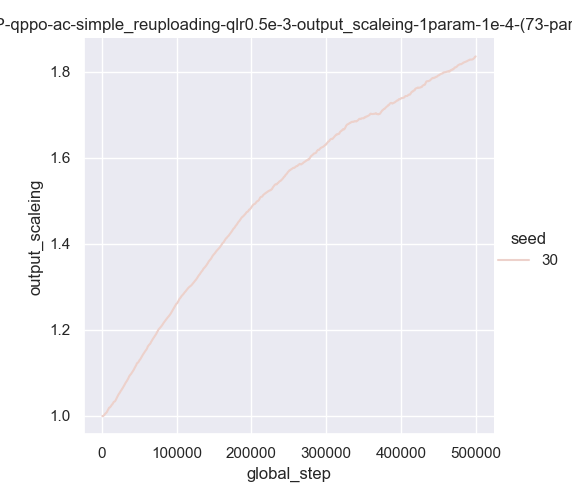 P-qppo-ac-simple_reuploading-qlr0.5e-3-output_scaleing-1param-1e-4-(73-par
1.8
1.6
1.4
1.2
1.0
output_scaleing
0 100000 200000 300000 400000 500000
global_step
seed
30